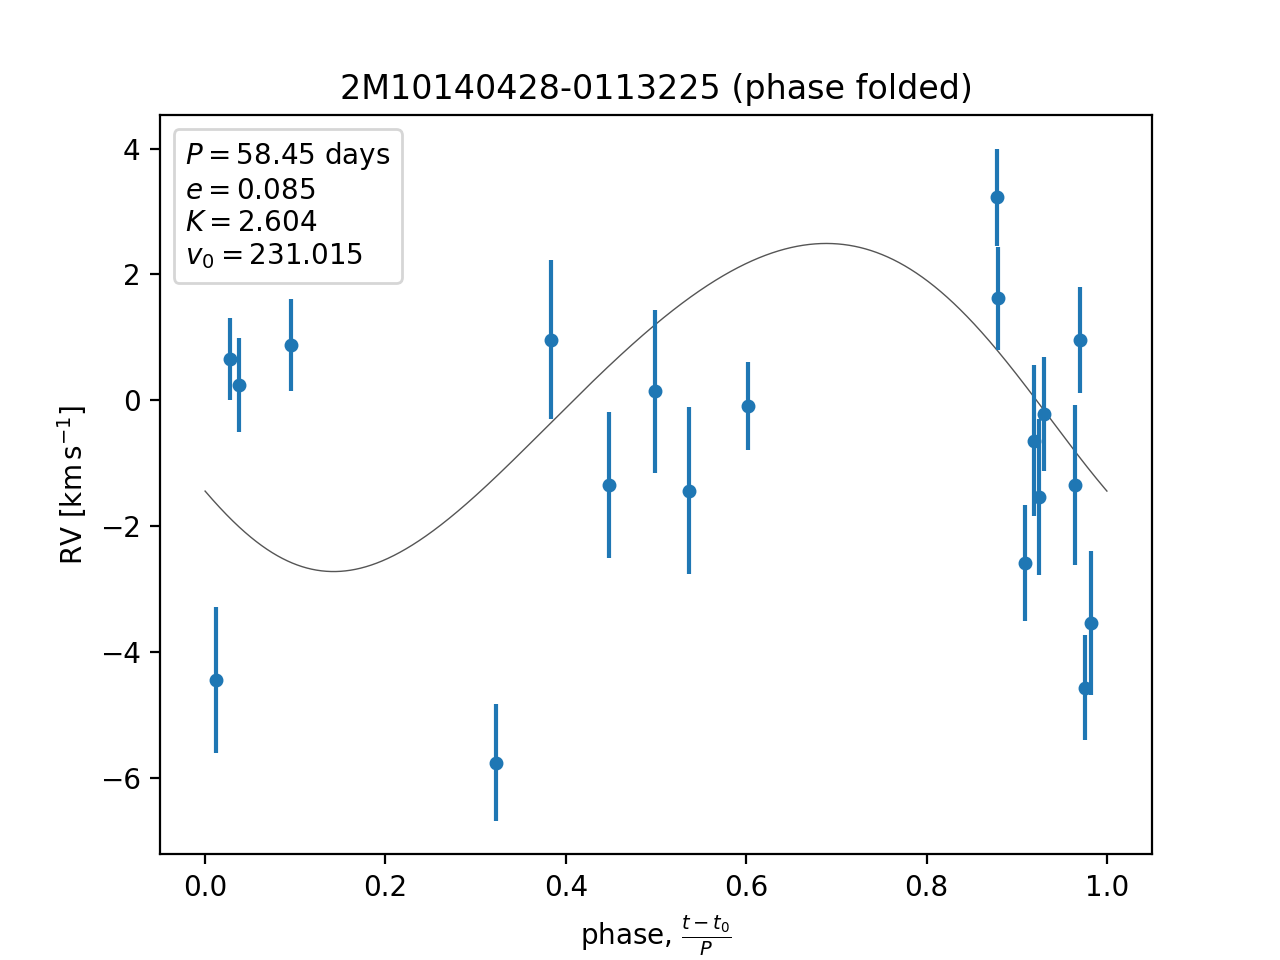 2M10140428-0113225 (phase folded)
P = 58.45 days
e = 0.085
K = 2.604
v₀ = 231.015
4
2
0
−2
−4
−6
RV [km s⁻¹]
0.0 0.2 0.4 0.6 0.8 1.0
phase, (t − t₀)/P